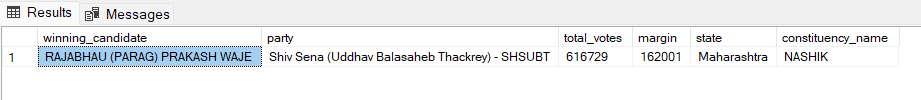 Results Messages
winning_candidate party total_votes margin state constituency_name
1 RAJABHAU (PARAG) PRAKASH WAJE Shiv Sena (Uddhav Balasaheb Thackrey) - SHSUBT 616729 162001 Maharashtra NASHIK